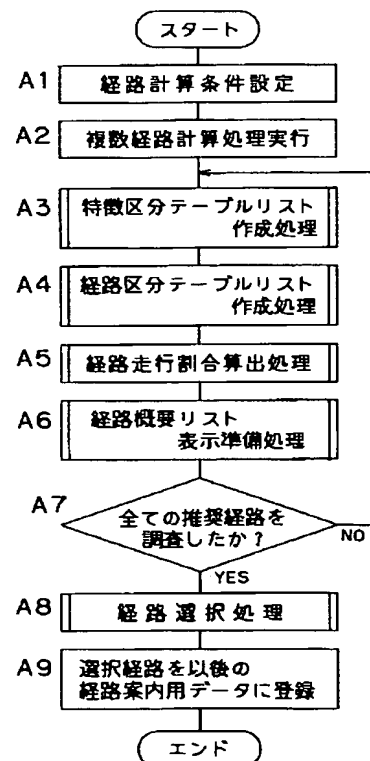 スタート
A1
経路計算条件設定
A2
複数経路計算処理実行
A3
特徴区分テーブルリスト
作成処理
A4
経路区分テーブルリスト
作成処理
A5
経路走行割合算出処理
A6
経路概要リスト
表示準備処理
A7
全ての推奨経路を
調査したか？
NO
YES
A8
経路選択処理
A9
選択経路を以後の
経路案内用データに登録
エンド